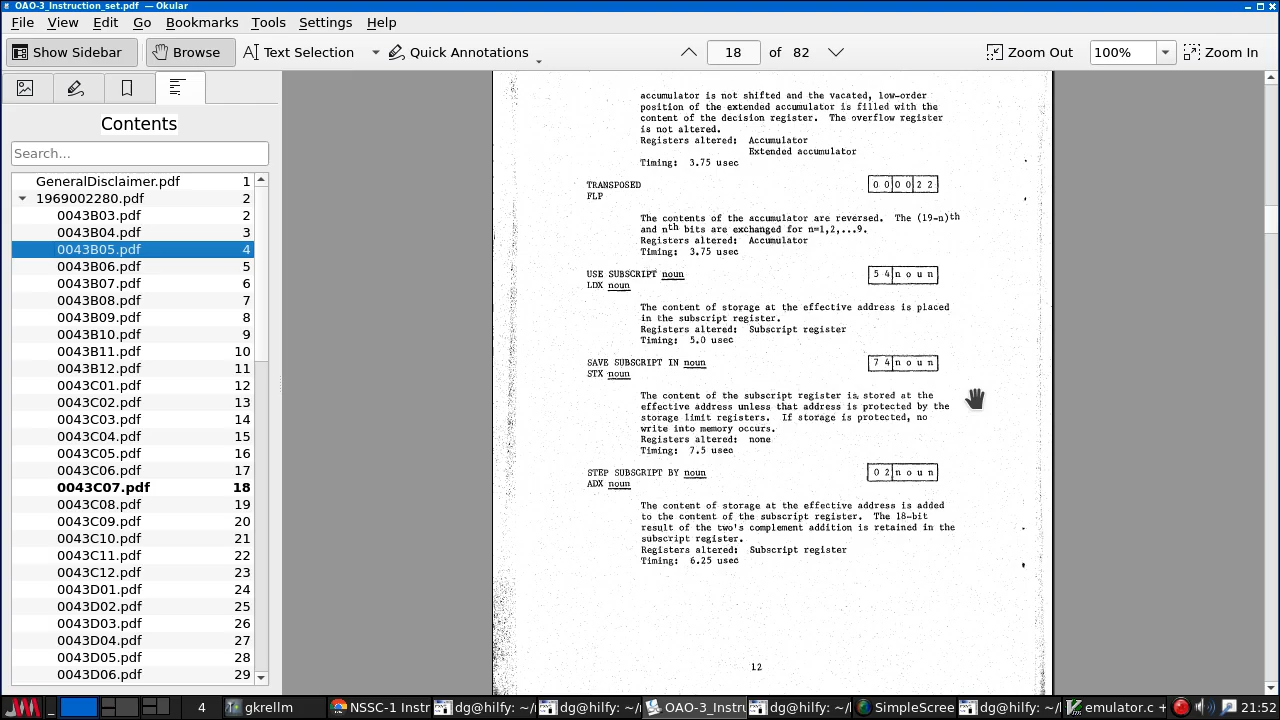 OAO-3_Instruction_set.pdf — Okular
File View Edit Go Bookmarks Tools Settings Help
Show Sidebar Browse Text Selection Quick Annotations 18 of 82 Zoom Out 100% Zoom In
Contents
Search...
GeneralDisclaimer.pdf 1
1969002280.pdf 2
0043B03.pdf 2
0043B04.pdf 3
0043B05.pdf 4
0043B06.pdf 5
0043B07.pdf 6
0043B08.pdf 7
0043B09.pdf 8
0043B10.pdf 9
0043B11.pdf 10
0043B12.pdf 11
0043C01.pdf 12
0043C02.pdf 13
0043C03.pdf 14
0043C04.pdf 15
0043C05.pdf 16
0043C06.pdf 17
0043C07.pdf 18
0043C08.pdf 19
0043C09.pdf 20
0043C10.pdf 21
0043C11.pdf 22
0043C12.pdf 23
0043D01.pdf 24
0043D02.pdf 25
0043D03.pdf 26
0043D04.pdf 27
0043D05.pdf 28
0043D06.pdf 29
accumulator is not shifted and the vacated, low-order
position of the extended accumulator is filled with the
content of the decision register. The overflow register
is not altered.
Registers altered: Accumulator
Extended accumulator
Timing: 3.75 usec
TRANSPOSED 0 0 0 0 2 2
FLP
The contents of the accumulator are reversed. The (19-n)th
and nth bits are exchanged for n=1,2,...9.
Registers altered: Accumulator
Timing: 3.75 usec
USE SUBSCRIPT noun 5 4 n o u n
LDX noun
The content of storage at the effective address is placed
in the subscript register.
Registers altered: Subscript register
Timing: 5.0 usec
SAVE SUBSCRIPT IN noun 7 4 n o u n
STX noun
The content of the subscript register is stored at the
effective address unless that address is protected by the
storage limit registers. If storage is protected, no
write into memory occurs.
Registers altered: none
Timing: 7.5 usec
STEP SUBSCRIPT BY noun 0 2 n o u n
ADX noun
The content of storage at the effective address is added
to the content of the subscript register. The 18-bit
result of the two's complement addition is retained in the
subscript register.
Registers altered: Subscript register
Timing: 6.25 usec
12
4 gkrellm NSSC-1 Instr dg@hilfy: ~/ dg@hilfy: ~/ OAO-3_Instru dg@hilfy: ~/ SimpleScree dg@hilfy: ~/ emulator.c + 21:52